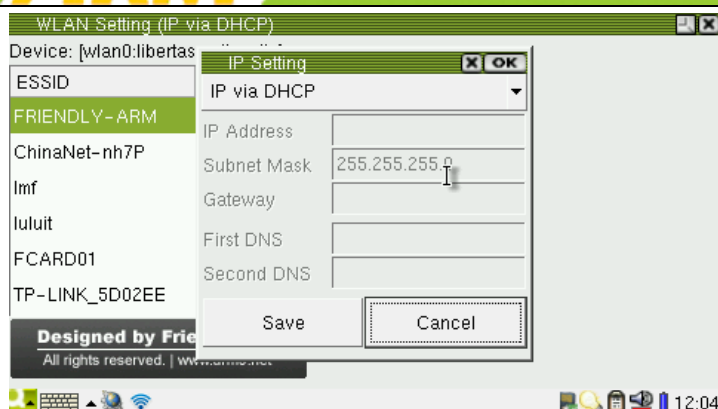 WLAN Setting (IP via DHCP)
Device: [wlan0:libertas
ESSID
FRIENDLY-ARM
ChinaNet-nh7P
lmf
luluit
FCARD01
TP-LINK_5D02EE
Designed by Frie
All rights reserved. |
IP Setting
X OK
IP via DHCP
IP Address
Subnet Mask 255.255.255.0
Gateway
First DNS
Second DNS
Save Cancel
12:04